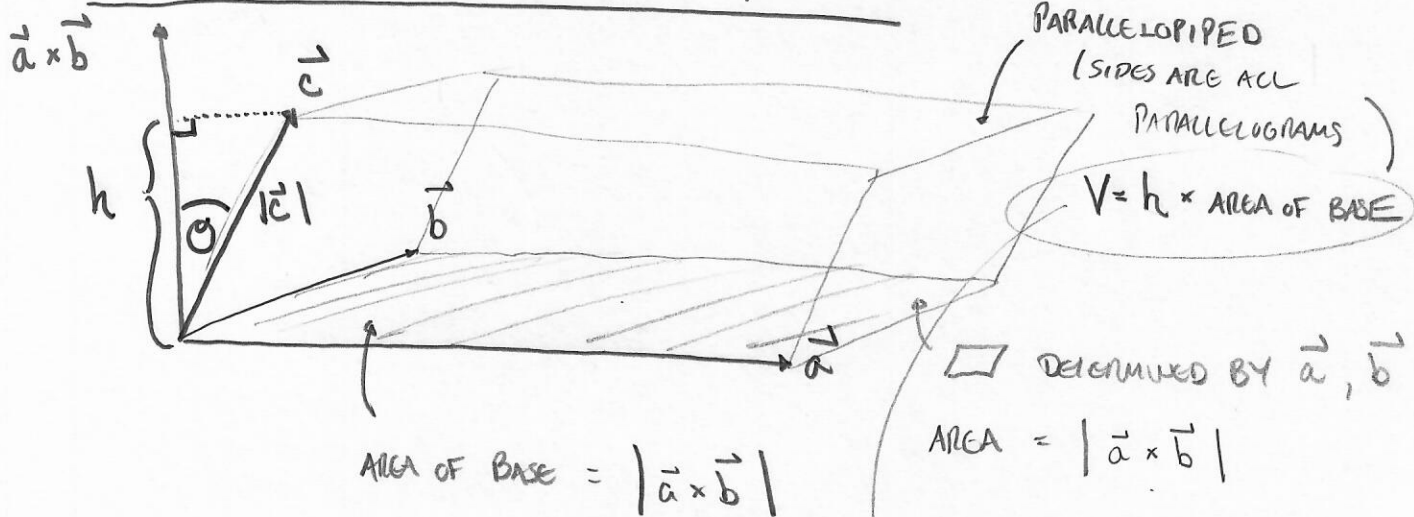 a⃗ × b⃗
c⃗
PARALLELOPIPED
(SIDES ARE ALL
PARALLELOGRAMS)
h
θ
|c⃗|
b⃗
V = h × AREA OF BASE
a⃗
▱ DETERMINED BY a⃗, b⃗
AREA OF BASE = |a⃗ × b⃗|
AREA = |a⃗ × b⃗|